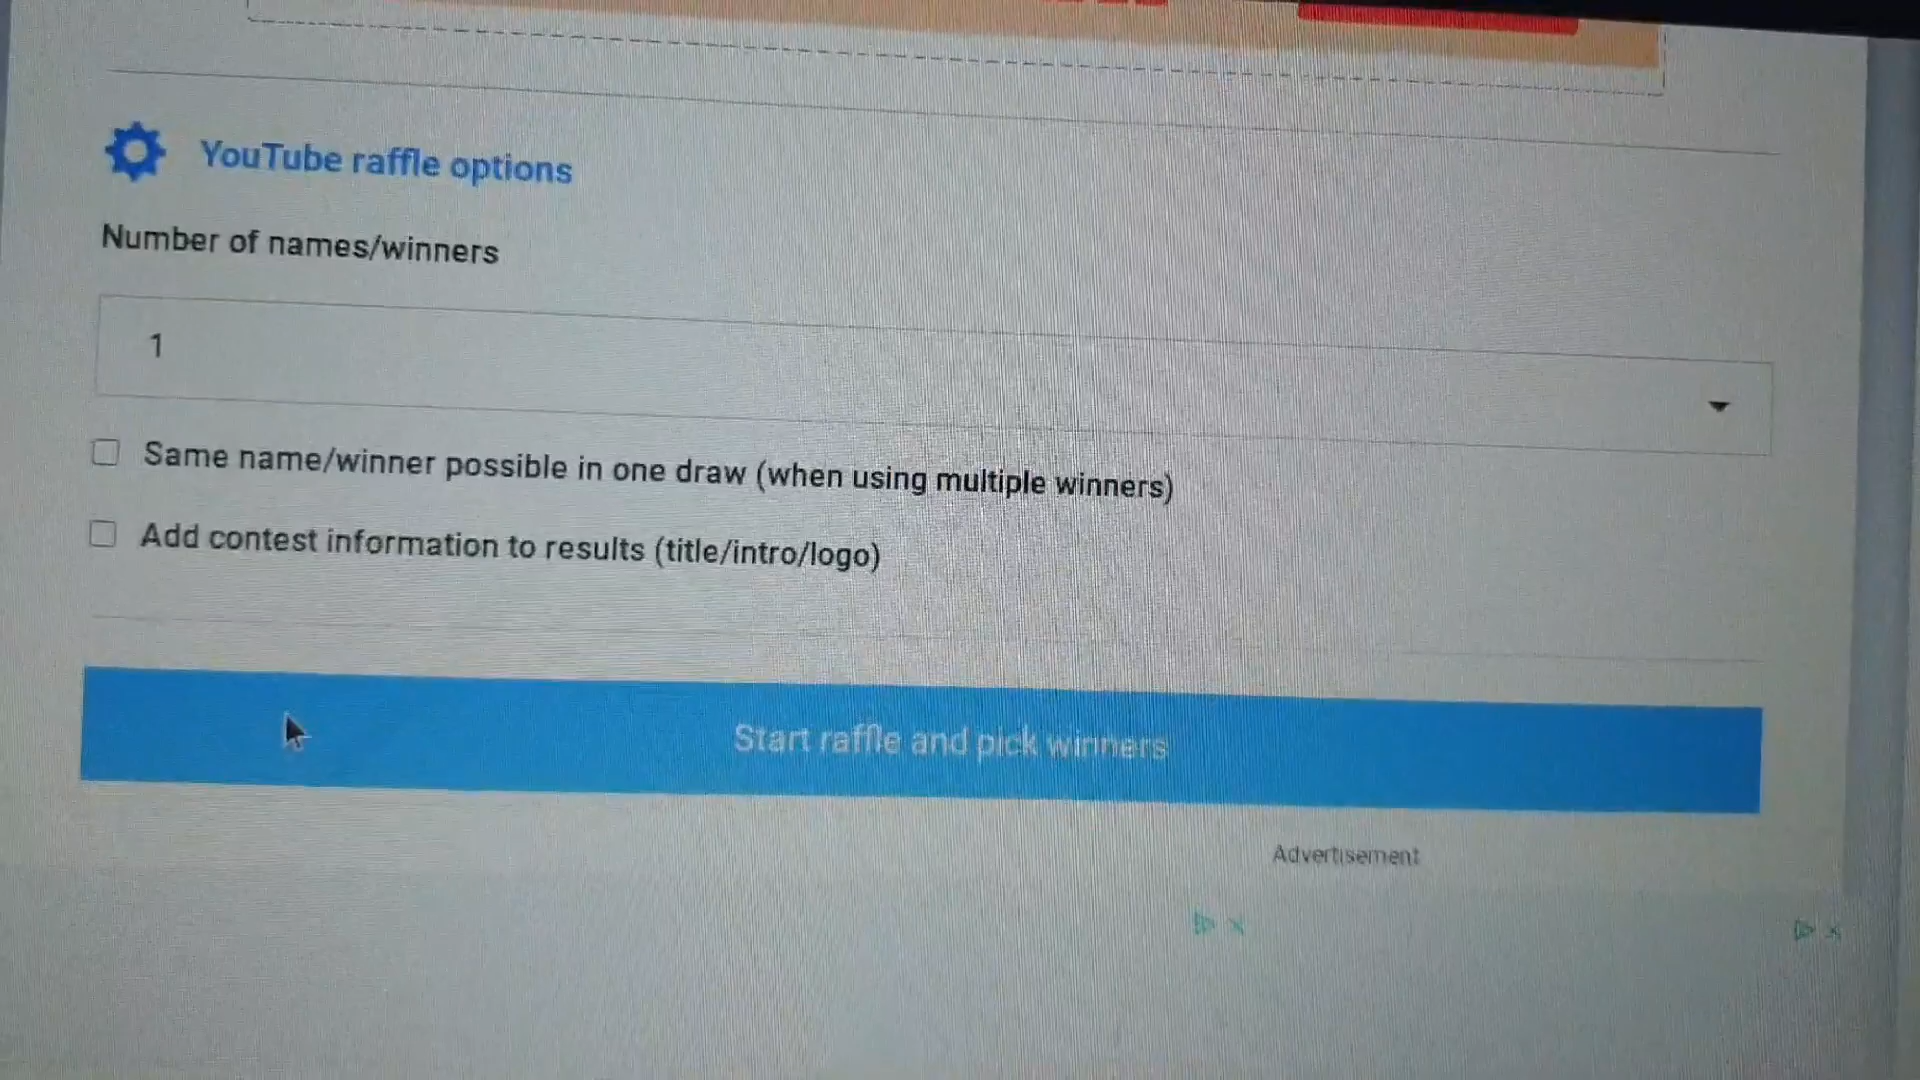 YouTube raffle options
Number of names/winners
1
Same name/winner possible in one draw (when using multiple winners)
Add contest information to results (title/intro/logo)
Start raffle and pick winners
Advertisement